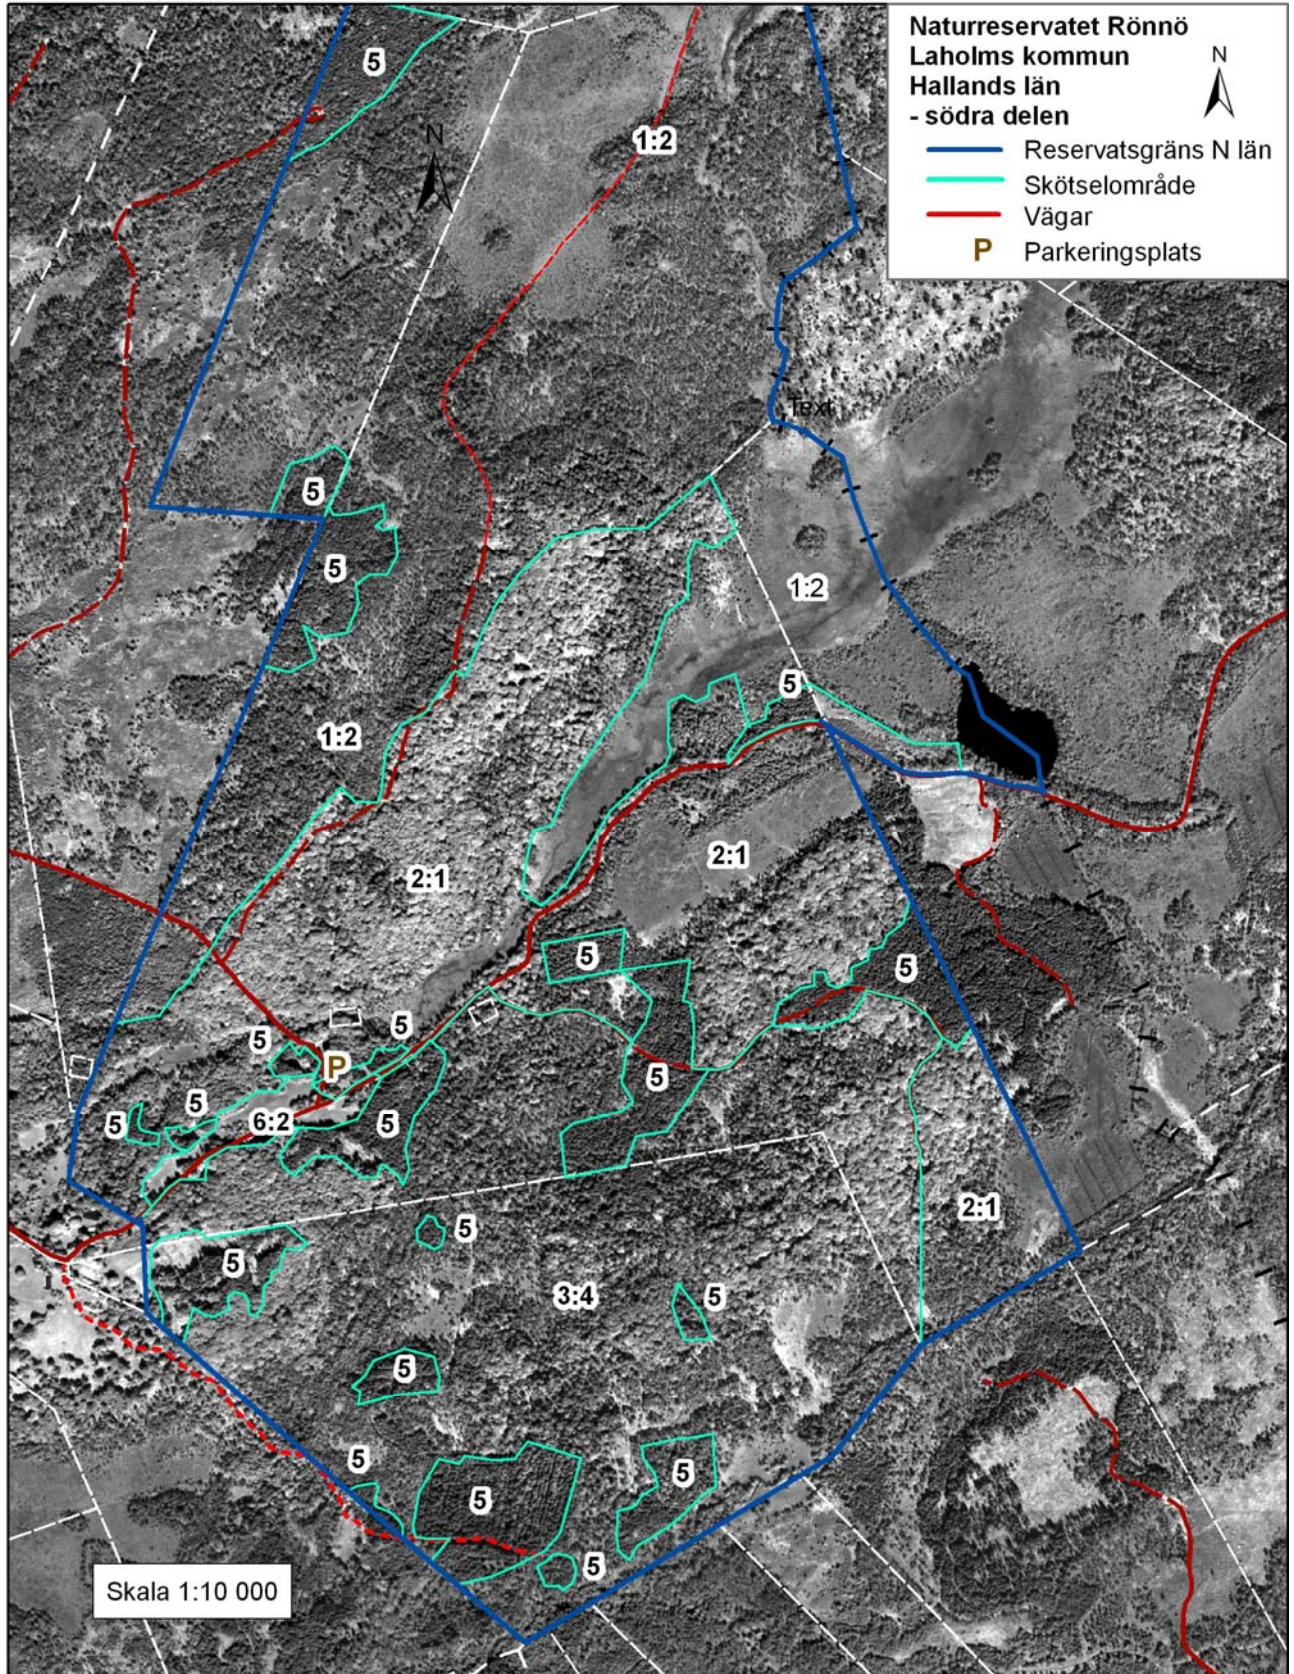 Naturreservatet Rönnö
Laholms kommun
Hallands län
- södra delen
N
Reservatsgräns N län
Skötselområde
Vägar
P Parkeringsplats
5
N
1:2
Text
5
5
1:2
5
1:2
2:1
2:1
5
5
5
5
P
5
5
5
6:2
5
5
2:1
5
5
3:4
5
5
5
5
5
5
Skala 1:10 000